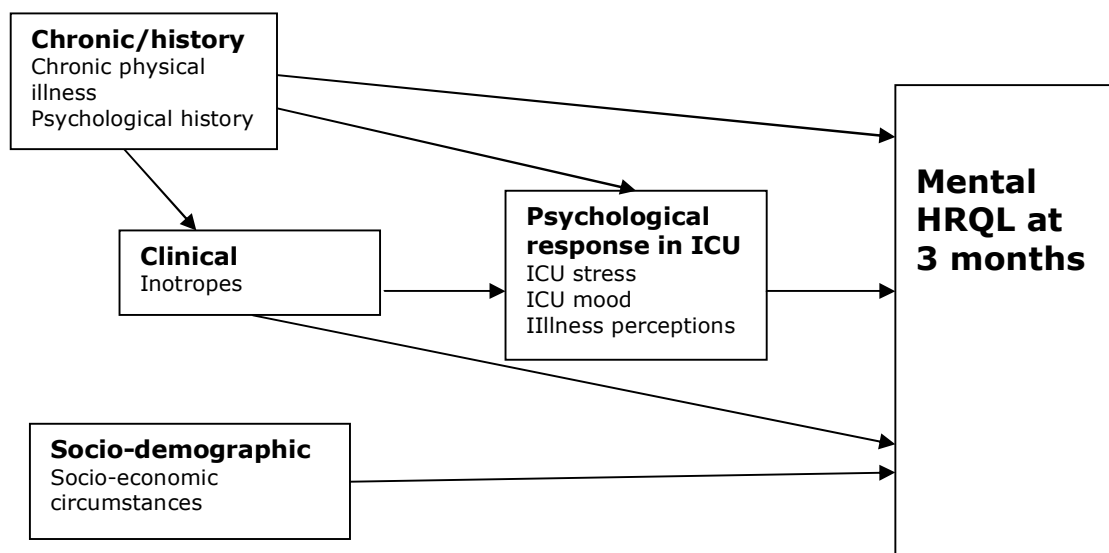 Chronic/history
Chronic physical
illness
Psychological history
Mental
HRQL at
3 months
Psychological
response in ICU
ICU stress
ICU mood
IIllness perceptions
Clinical
Inotropes
Socio-demographic
Socio-economic
circumstances